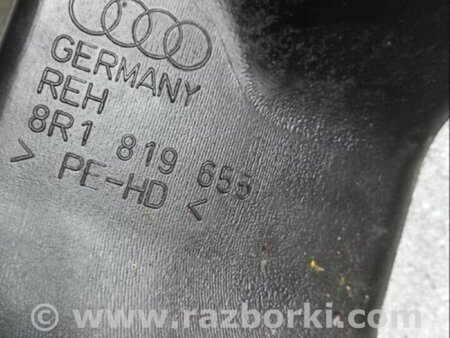 GERMANY
REH
8R1 819 655
> PE-HD <
www.razborki.com